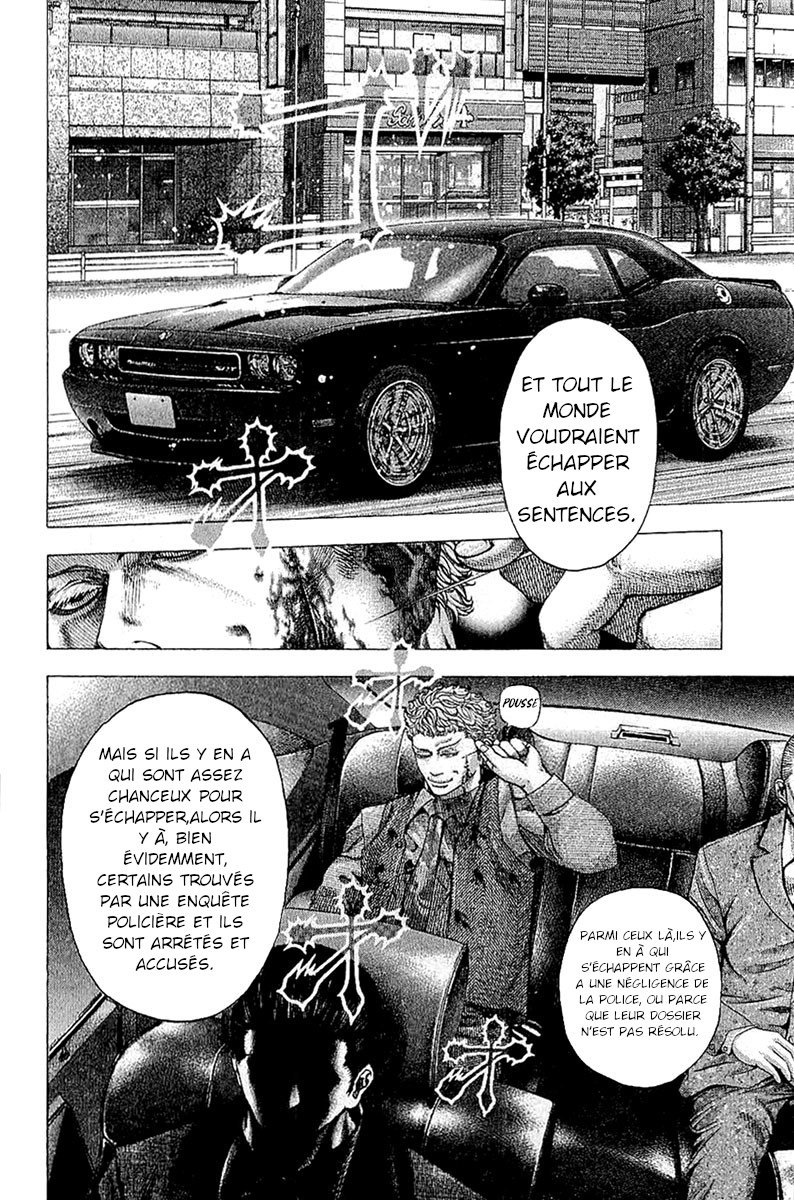 ET TOUT LE
MONDE
VOUDRAIENT
ÉCHAPPER
AUX
SENTENCES.
POUSSE
MAIS SI ILS Y EN A
QUI SONT ASSEZ
CHANCEUX POUR
S'ÉCHAPPER,ALORS IL
Y À, BIEN
ÉVIDEMMENT,
CERTAINS TROUVÉS
PAR UNE ENQUÊTE
POLICIÈRE ET ILS
SONT ARRÉTÉS ET
ACCUSÉS.
PARMI CEUX LÀ,ILS Y
EN À QUI
S'ÉCHAPPENT GRÂCE
A UNE NÉGLIGENCE DE
LA POLICE, OU PARCE
QUE LEUR DOSSIER
N'EST PAS RÉSOLU.